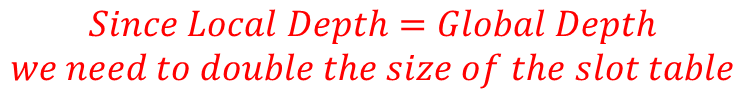 Since Local Depth = Global Depth
we need to double the size of the slot table